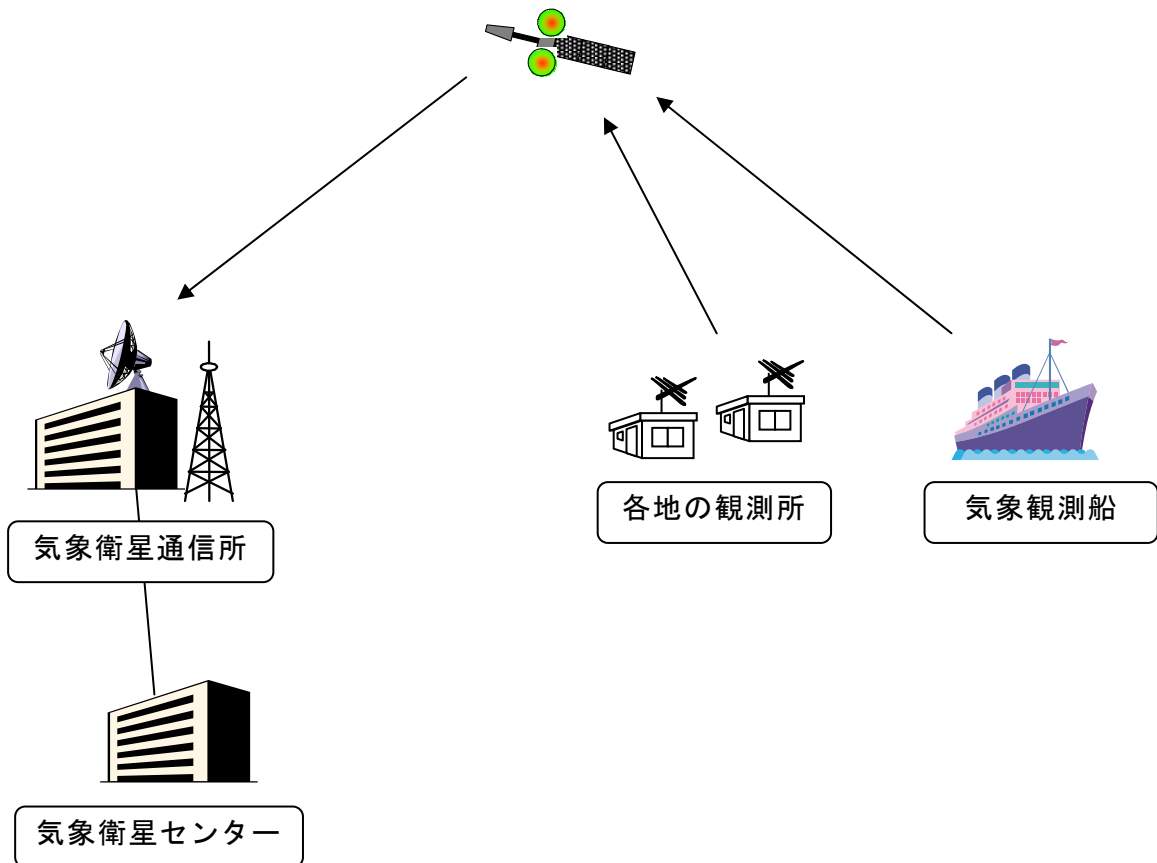 各地の観測所
気象観測船
気象衛星通信所
気象衛星センター